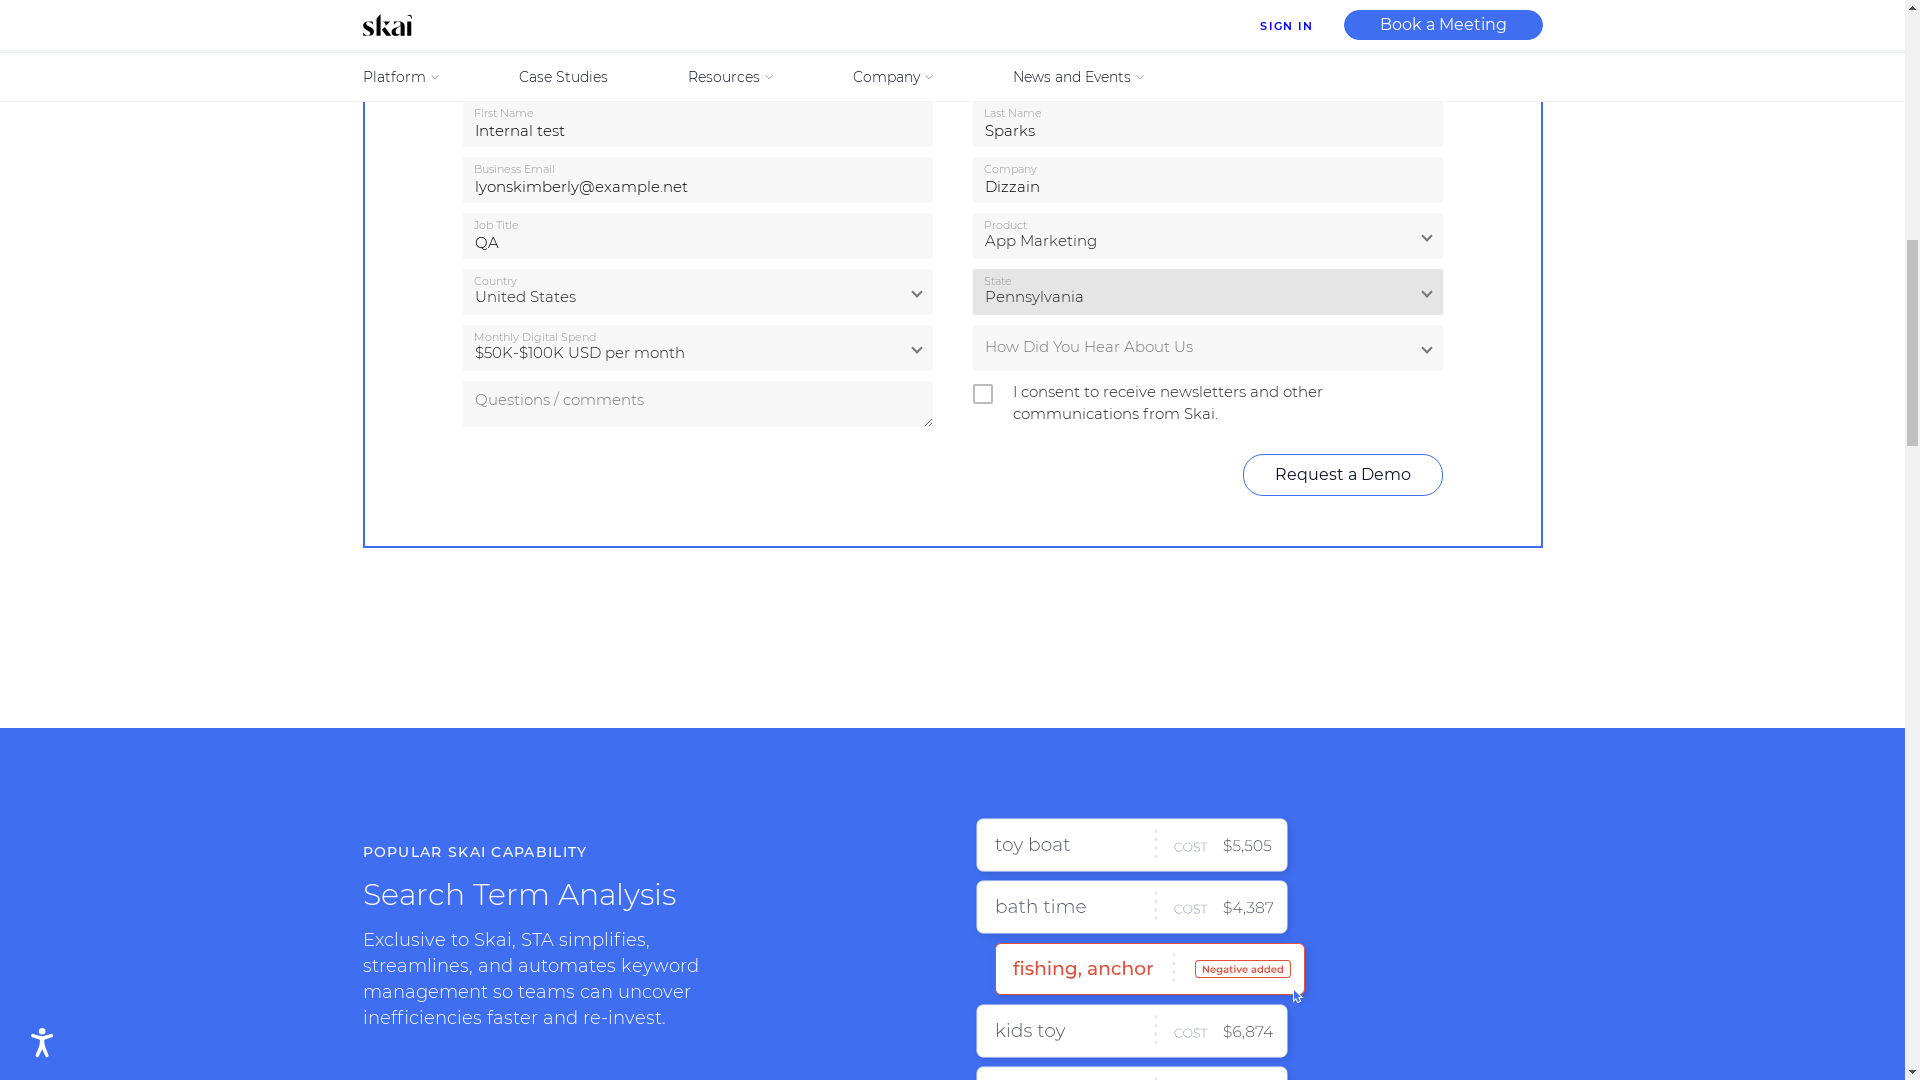 skai
SIGN IN
Book a Meeting
Platform
Case Studies
Resources
Company
News and Events
First Name
Internal test
Last Name
Sparks
Business Email
lyonskimberly@example.net
Company
Dizzain
Job Title
QA
Product
App Marketing
Country
United States
State
Pennsylvania
Monthly Digital Spend
$50K-$100K USD per month
How Did You Hear About Us
Questions / comments
I consent to receive newsletters and other
communications from Skai.
Request a Demo
POPULAR SKAI CAPABILITY
Search Term Analysis
Exclusive to Skai, STA simplifies,
streamlines, and automates keyword
management so teams can uncover
inefficiencies faster and re-invest.
toy boat COST $5,505
bath time COST $4,387
fishing, anchor Negative added
kids toy COST $6,874